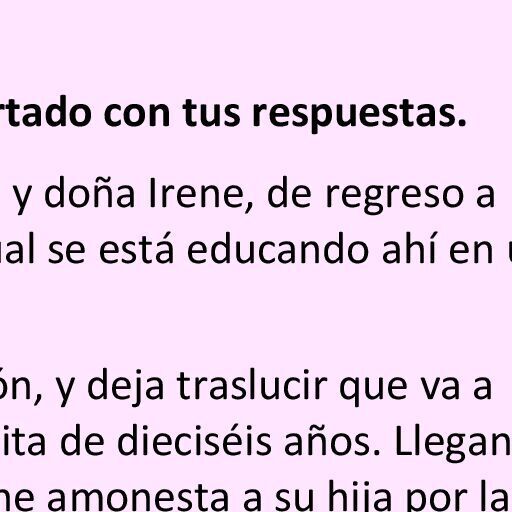 rtado con tus respuestas.
y doña Irene, de regreso a
ual se está educando ahí en u
ón, y deja traslucir que va a
ita de dieciséis años. Llegan
ne amonesta a su hija por la